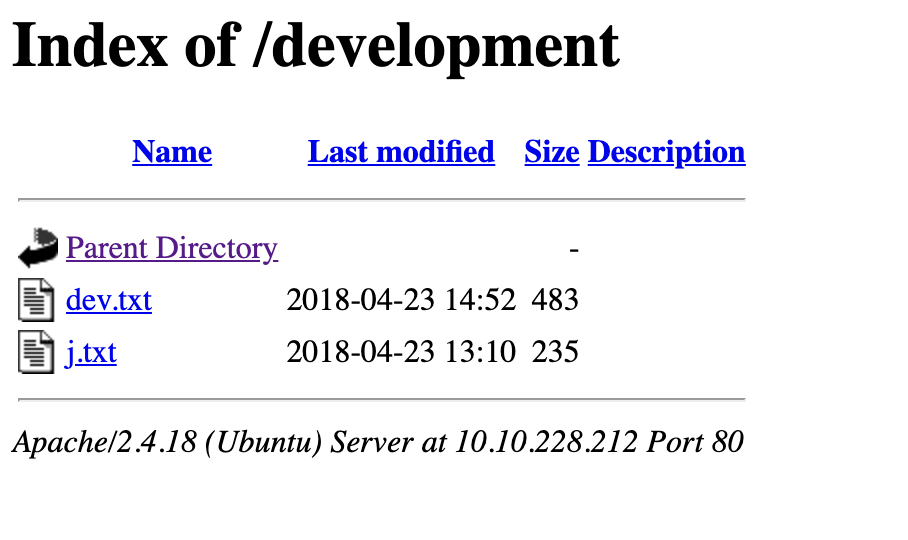 Index of /development
Name Last modified Size Description
Parent Directory -
dev.txt 2018-04-23 14:52 483
j.txt 2018-04-23 13:10 235
Apache/2.4.18 (Ubuntu) Server at 10.10.228.212 Port 80